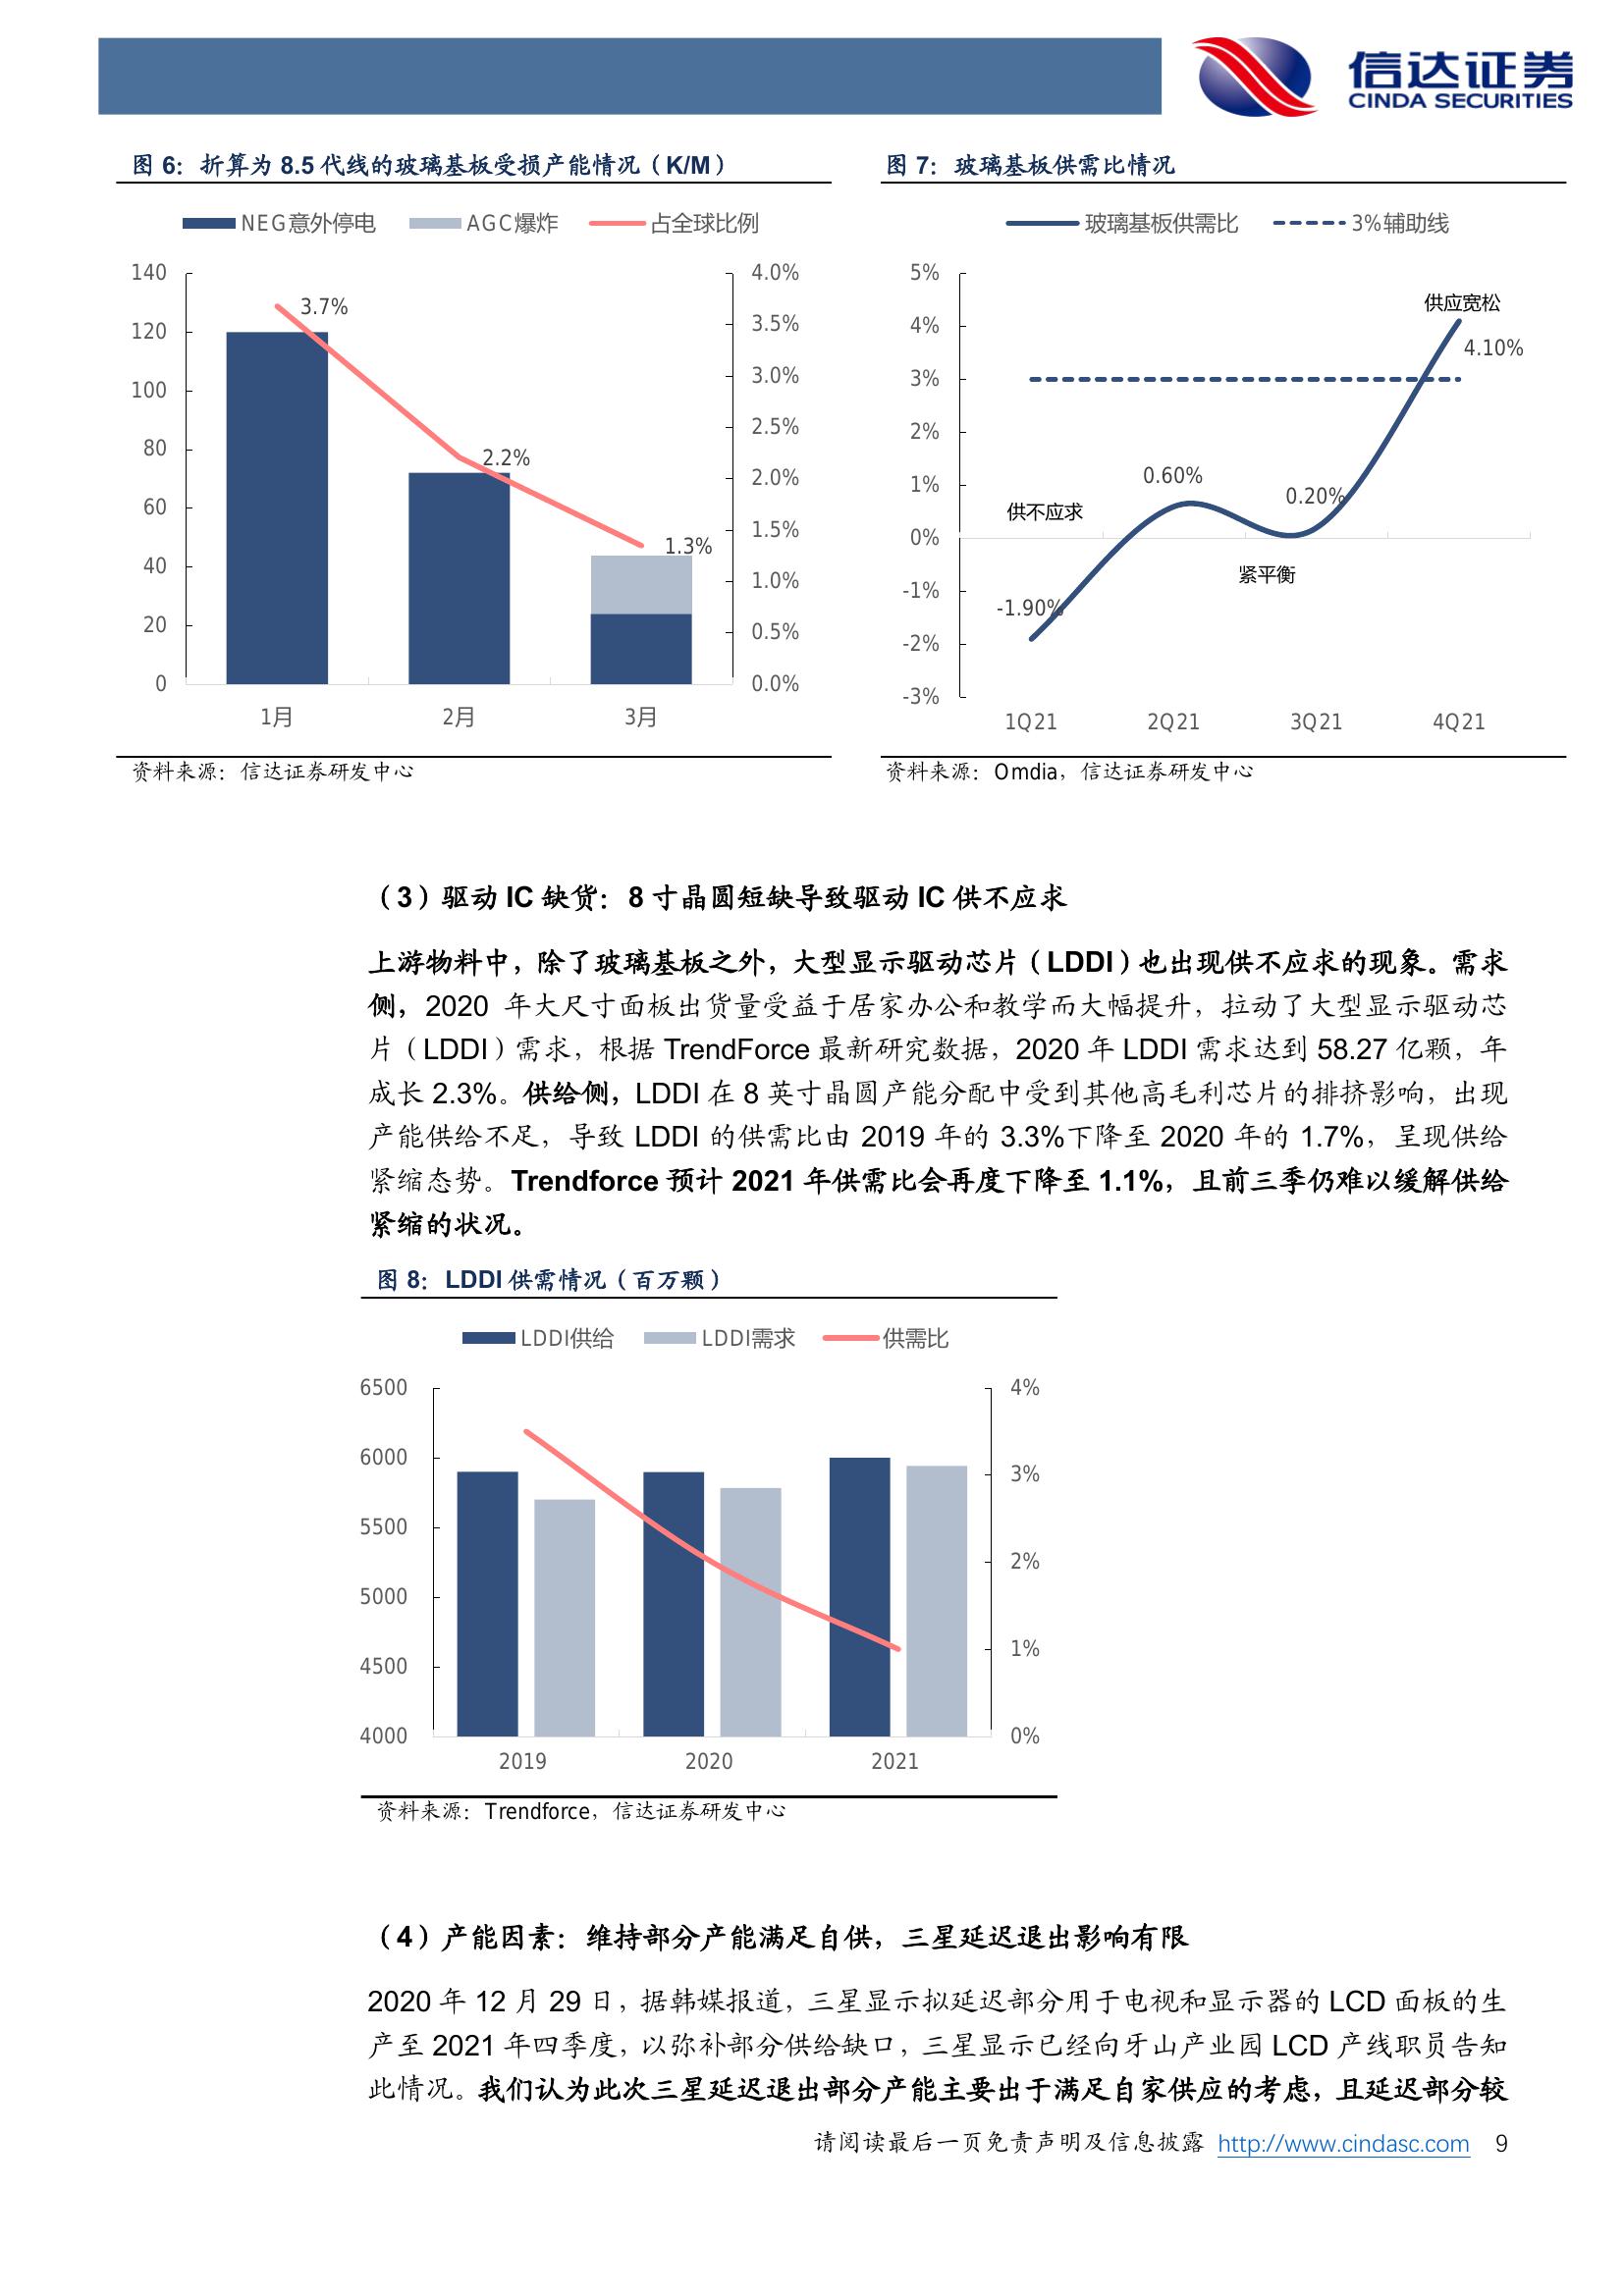 信达证券
CINDA SECURITIES
图 6：折算为 8.5 代线的玻璃基板受损产能情况（K/M）
NEG意外停电 AGC爆炸 占全球比例
140
120
100
80
60
40
20
0
4.0%
3.5%
3.0%
2.5%
2.0%
1.5%
1.0%
0.5%
0.0%
3.7%
2.2%
1.3%
1月 2月 3月
资料来源：信达证券研发中心
图 7：玻璃基板供需比情况
玻璃基板供需比 3%辅助线
5%
4%
3%
2%
1%
0%
-1%
-2%
-3%
供应宽松
4.10%
0.60%
0.20%
供不应求
紧平衡
-1.90%
1Q21 2Q21 3Q21 4Q21
资料来源：Omdia，信达证券研发中心
（3）驱动 IC 缺货：8 寸晶圆短缺导致驱动 IC 供不应求
上游物料中，除了玻璃基板之外，大型显示驱动芯片（LDDI）也出现供不应求的现象。需求
侧，2020 年大尺寸面板出货量受益于居家办公和教学而大幅提升，拉动了大型显示驱动芯
片（LDDI）需求，根据 TrendForce 最新研究数据，2020 年 LDDI 需求达到 58.27 亿颗，年
成长 2.3%。供给侧，LDDI 在 8 英寸晶圆产能分配中受到其他高毛利芯片的排挤影响，出现
产能供给不足，导致 LDDI 的供需比由 2019 年的 3.3%下降至 2020 年的 1.7%，呈现供给
紧缩态势。Trendforce 预计 2021 年供需比会再度下降至 1.1%，且前三季仍难以缓解供给
紧缩的状况。
图 8：LDDI 供需情况（百万颗）
LDDI供给 LDDI需求 供需比
6500
6000
5500
5000
4500
4000
4%
3%
2%
1%
0%
2019 2020 2021
资料来源：Trendforce，信达证券研发中心
（4）产能因素：维持部分产能满足自供，三星延迟退出影响有限
2020 年 12 月 29 日，据韩媒报道，三星显示拟延迟部分用于电视和显示器的 LCD 面板的生
产至 2021 年四季度，以弥补部分供给缺口，三星显示已经向牙山产业园 LCD 产线职员告知
此情况。我们认为此次三星延迟退出部分产能主要出于满足自家供应的考虑，且延迟部分较
请阅读最后一页免责声明及信息披露 http://www.cindasc.com 9